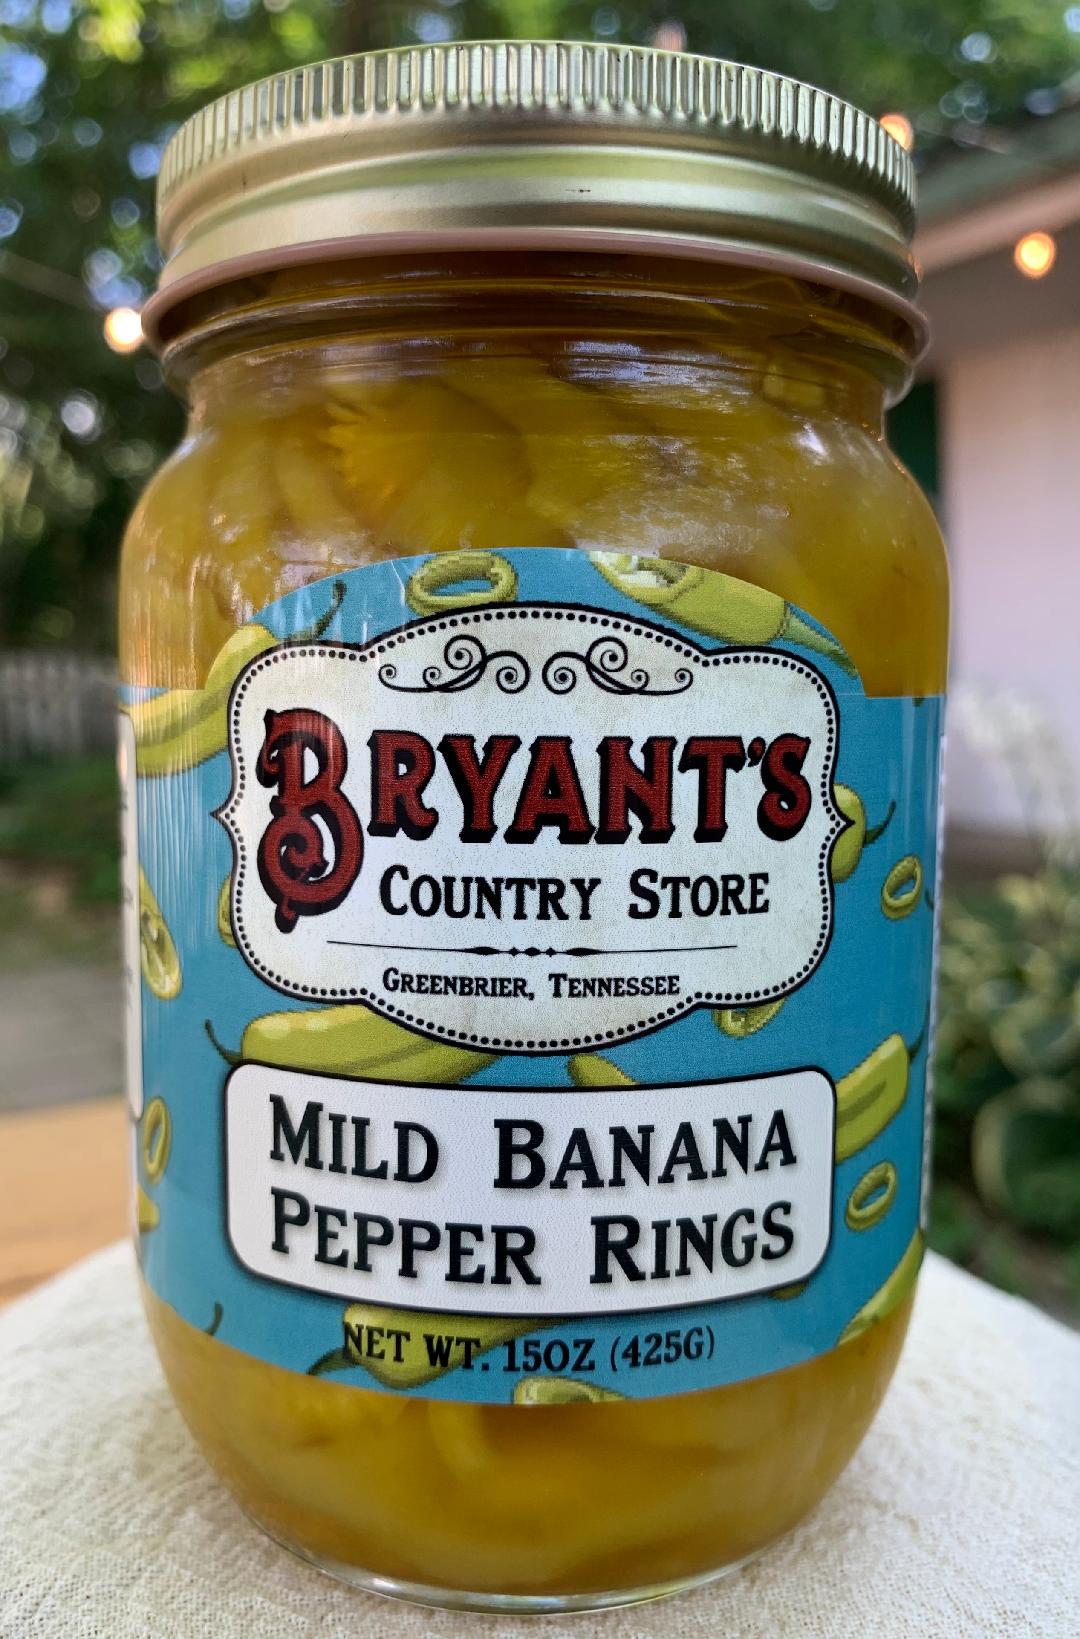 BRYANT'S
COUNTRY STORE
GREENBRIER, TENNESSEE
MILD BANANA
PEPPER RINGS
NET WT. 15OZ (425G)